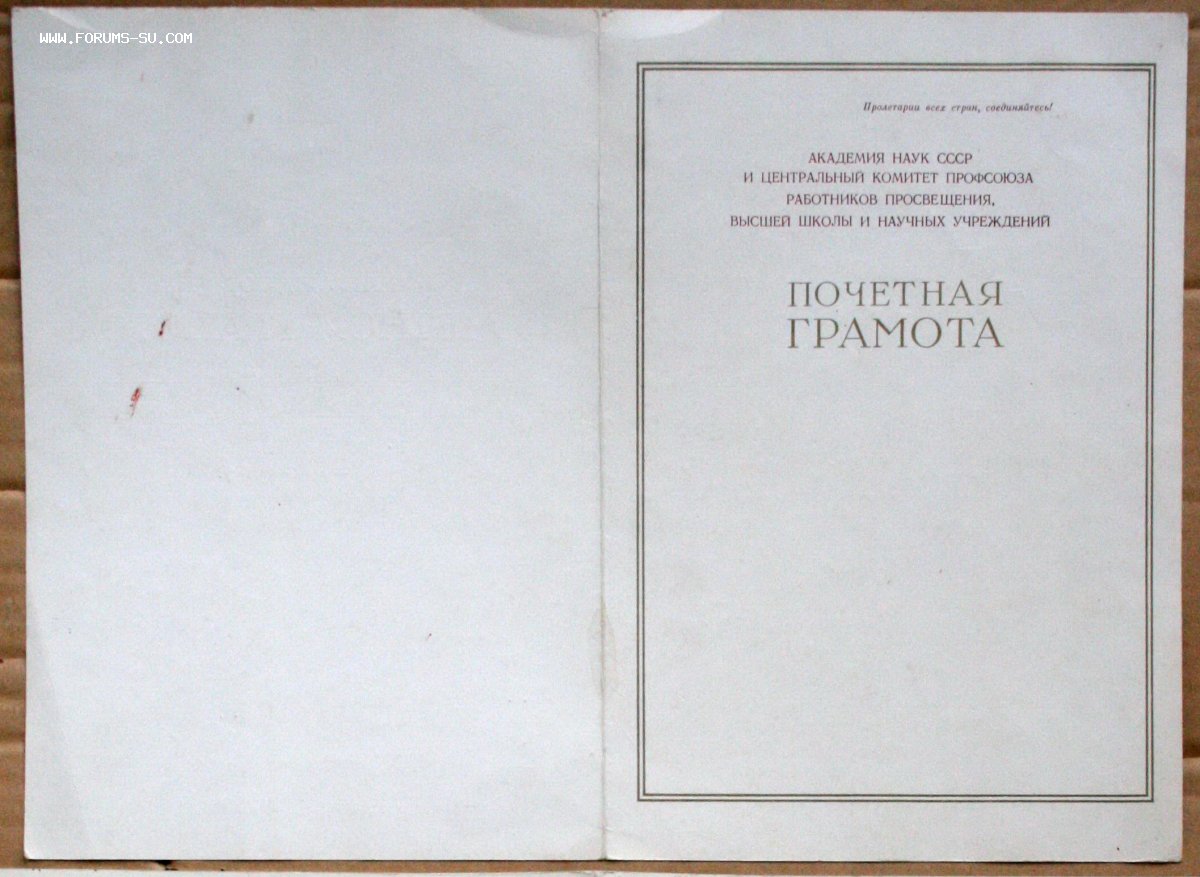 WWW.FORUMS-SU.COM
Пролетарии всех стран, соединяйтесь!
АКАДЕМИЯ НАУК СССР
И ЦЕНТРАЛЬНЫЙ КОМИТЕТ ПРОФСОЮЗА
РАБОТНИКОВ ПРОСВЕЩЕНИЯ,
ВЫСШЕЙ ШКОЛЫ И НАУЧНЫХ УЧРЕЖДЕНИЙ
ПОЧЕТНАЯ
ГРАМОТА